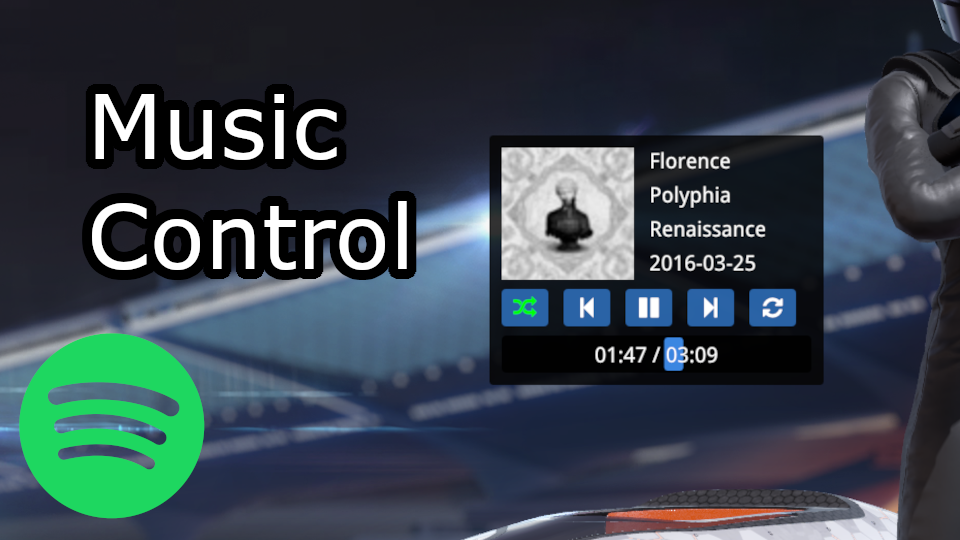 Music
Control
Florence
Polyphia
Renaissance
2016-03-25
01:47 / 03:09